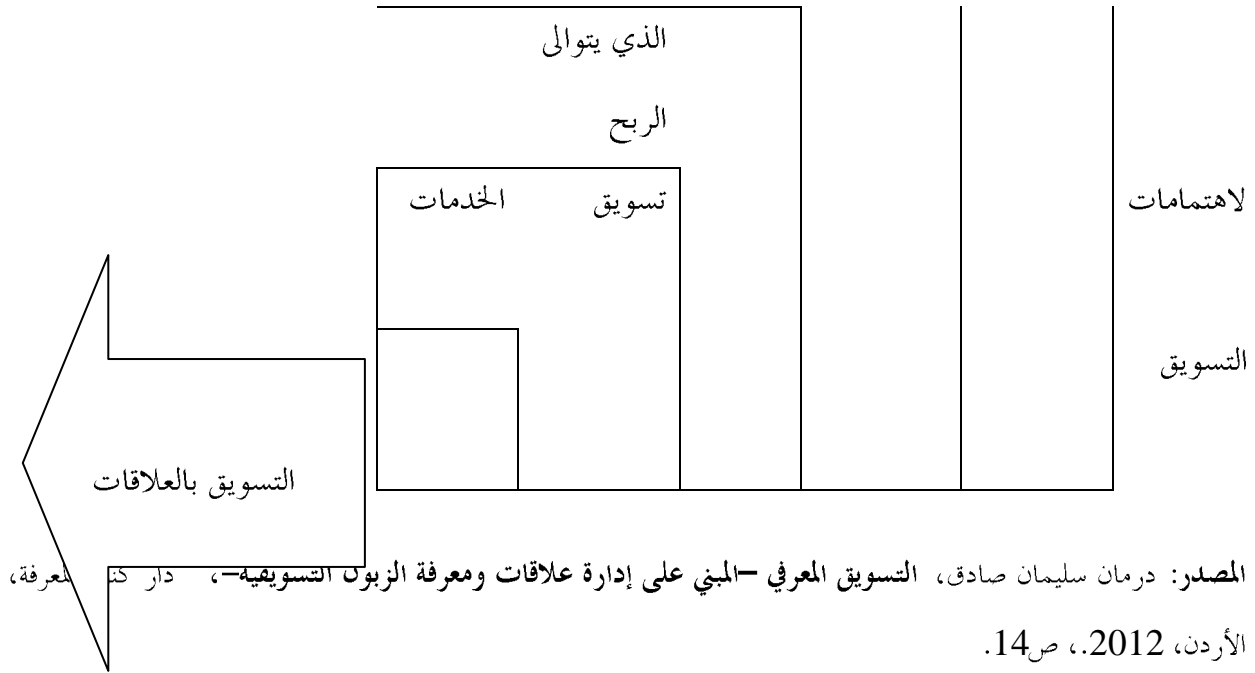 الذي يتوالى
الربح
تسويق الخدمات
لاهتمامات
التسويق
التسويق بالعلاقات
المصدر: درمان سليمان صادق، التسويق المعرفي –المبني على إدارة علاقات ومعرفة الزبون التسويقية–، دار
الأردن، 2012.، ص14.